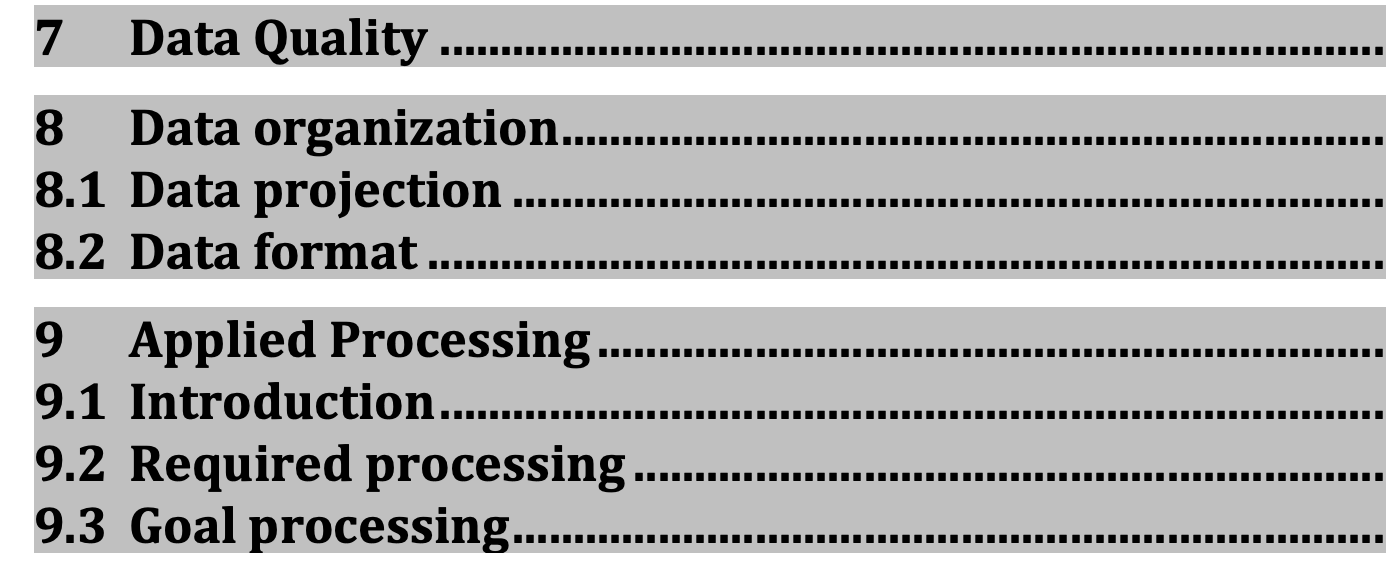 7 Data Quality ................................................................................
8 Data organization......................................................................
8.1 Data projection ..........................................................................
8.2 Data format .................................................................................
9 Applied Processing ...................................................................
9.1 Introduction................................................................................
9.2 Required processing ................................................................
9.3 Goal processing..........................................................................